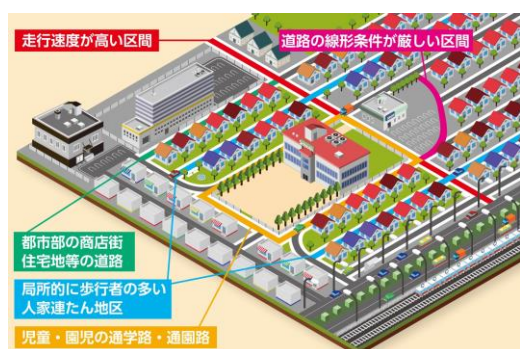 走行速度が高い区間
道路の線形条件が厳しい区間
都市部の商店街
住宅地等の道路
局所的に歩行者の多い
人家連たん地区
児童・園児の通学路・通園路